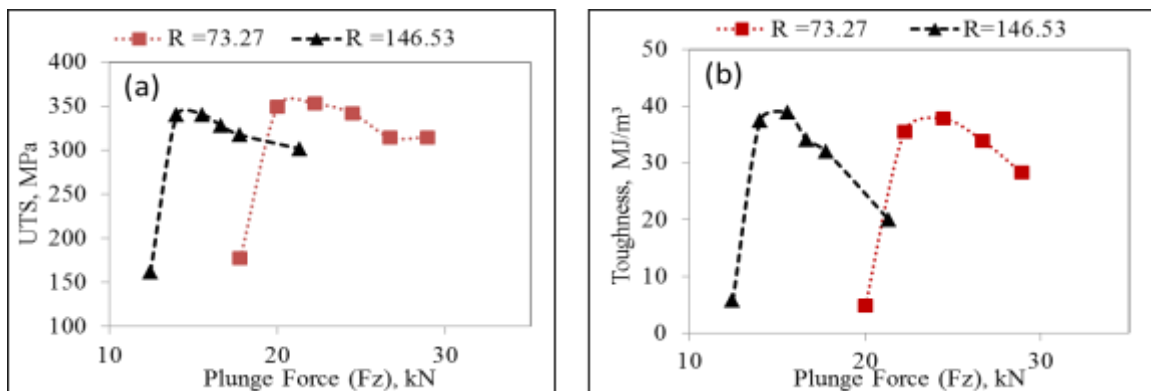 R =73.27 R =146.53
(a)
400
350
300
250
200
150
100
UTS, MPa
10 20 30
Plunge Force (Fz), kN
R =73.27 R=146.53
(b)
50
40
30
20
10
0
Toughness, MJ/m³
10 20 30
Plunge Force (Fz), kN